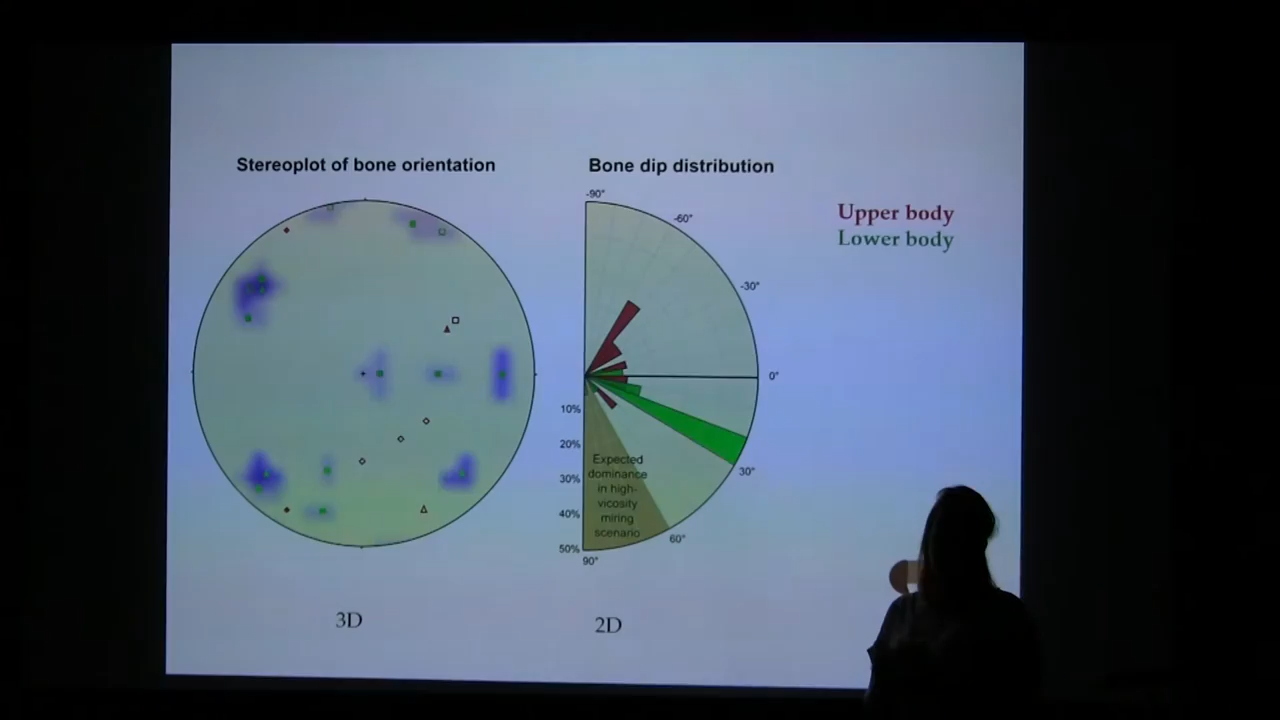 Stereoplot of bone orientation
Bone dip distribution
Upper body
Lower body
-90°
-60°
-30°
0°
30°
60°
90°
10%
20%
30%
40%
50%
Expected
dominance
in high-
vicosity
miring
scenario
3D
2D